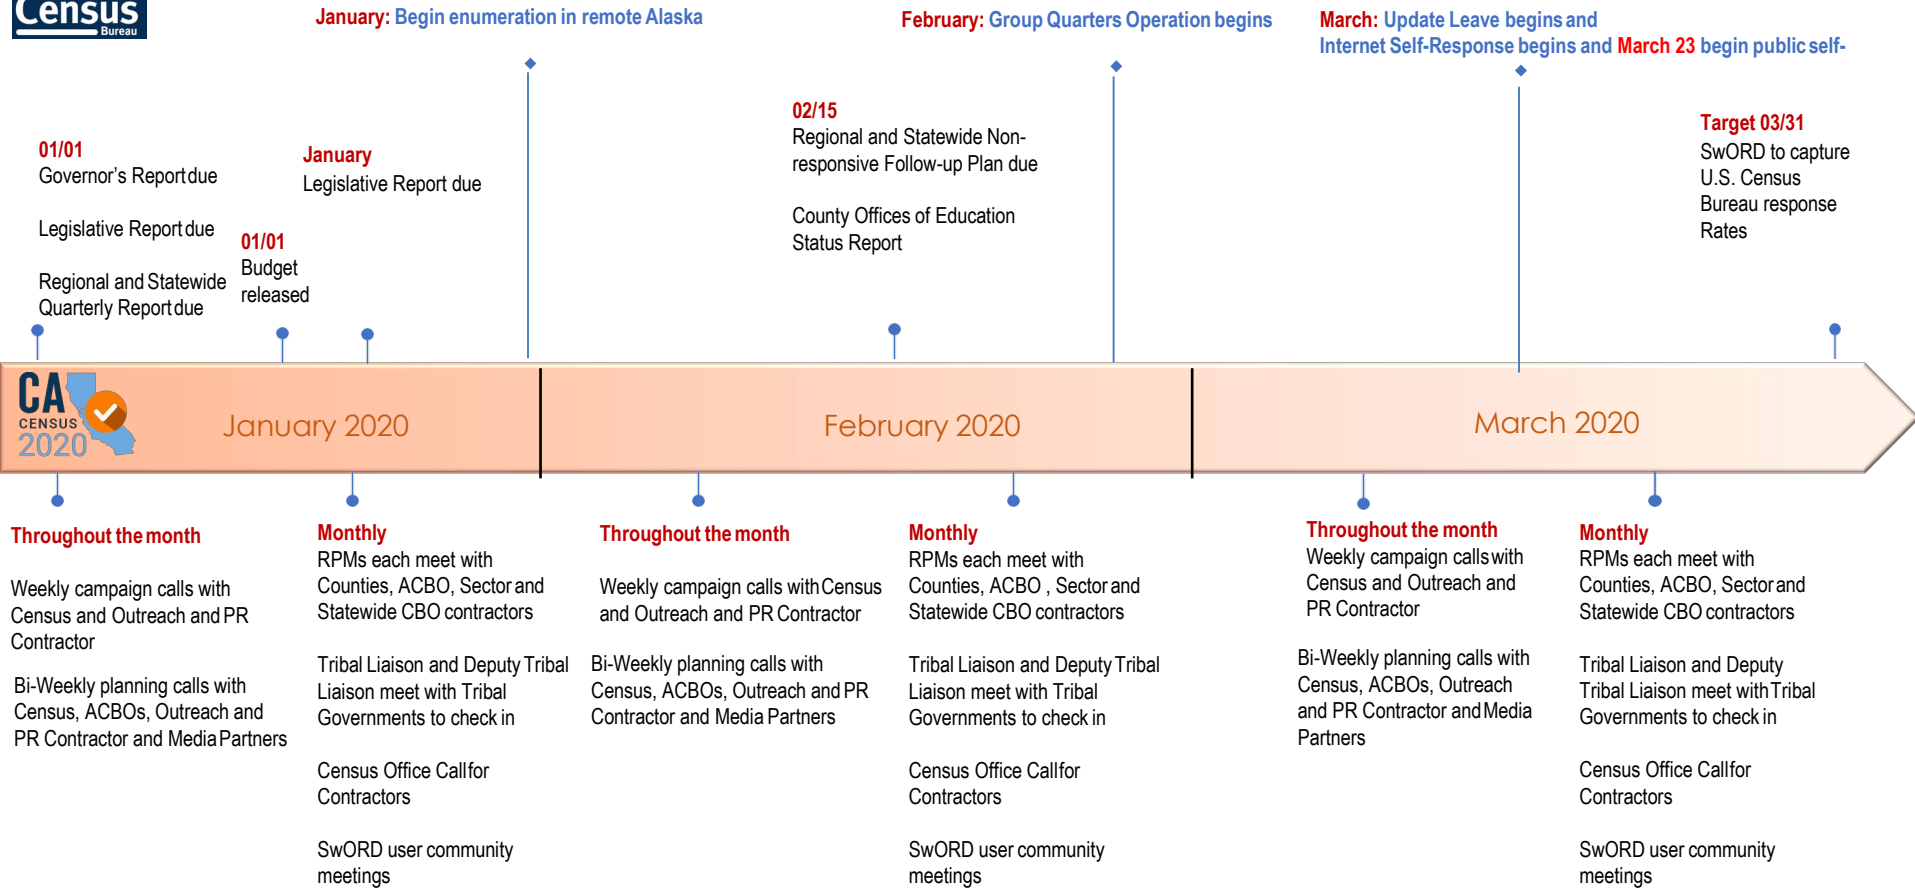 Census
Bureau
January: Begin enumeration in remote Alaska
February: Group Quarters Operation begins
March: Update Leave begins and
Internet Self-Response begins and March 23 begin public self-
01/01
Governor's Report due
Legislative Report due
Regional and Statewide
Quarterly Report due
01/01
Budget
released
January
Legislative Report due
02/15
Regional and Statewide Non-
responsive Follow-up Plan due
County Offices of Education
Status Report
Target 03/31
SwORD to capture
U.S. Census
Bureau response
Rates
CA
CENSUS
2020
January 2020
February 2020
March 2020
Throughout the month
Weekly campaign calls with
Census and Outreach and PR
Contractor
Bi-Weekly planning calls with
Census, ACBOs, Outreach and
PR Contractor and Media Partners
Monthly
RPMs each meet with
Counties, ACBO, Sector and
Statewide CBO contractors
Tribal Liaison and Deputy Tribal
Liaison meet with Tribal
Governments to check in
Census Office Call for
Contractors
SwORD user community
meetings
Throughout the month
Weekly campaign calls with Census
and Outreach and PR Contractor
Bi-Weekly planning calls with
Census, ACBOs, Outreach and PR
Contractor and Media Partners
Monthly
RPMs each meet with
Counties, ACBO , Sector and
Statewide CBO contractors
Tribal Liaison and Deputy Tribal
Liaison meet with Tribal
Governments to check in
Census Office Call for
Contractors
SwORD user community
meetings
Throughout the month
Weekly campaign calls with
Census and Outreach and
PR Contractor
Bi-Weekly planning calls with
Census, ACBOs, Outreach
and PR Contractor and Media
Partners
Monthly
RPMs each meet with
Counties, ACBO, Sector and
Statewide CBO contractors
Tribal Liaison and Deputy
Tribal Liaison meet with Tribal
Governments to check in
Census Office Call for
Contractors
SwORD user community
meetings